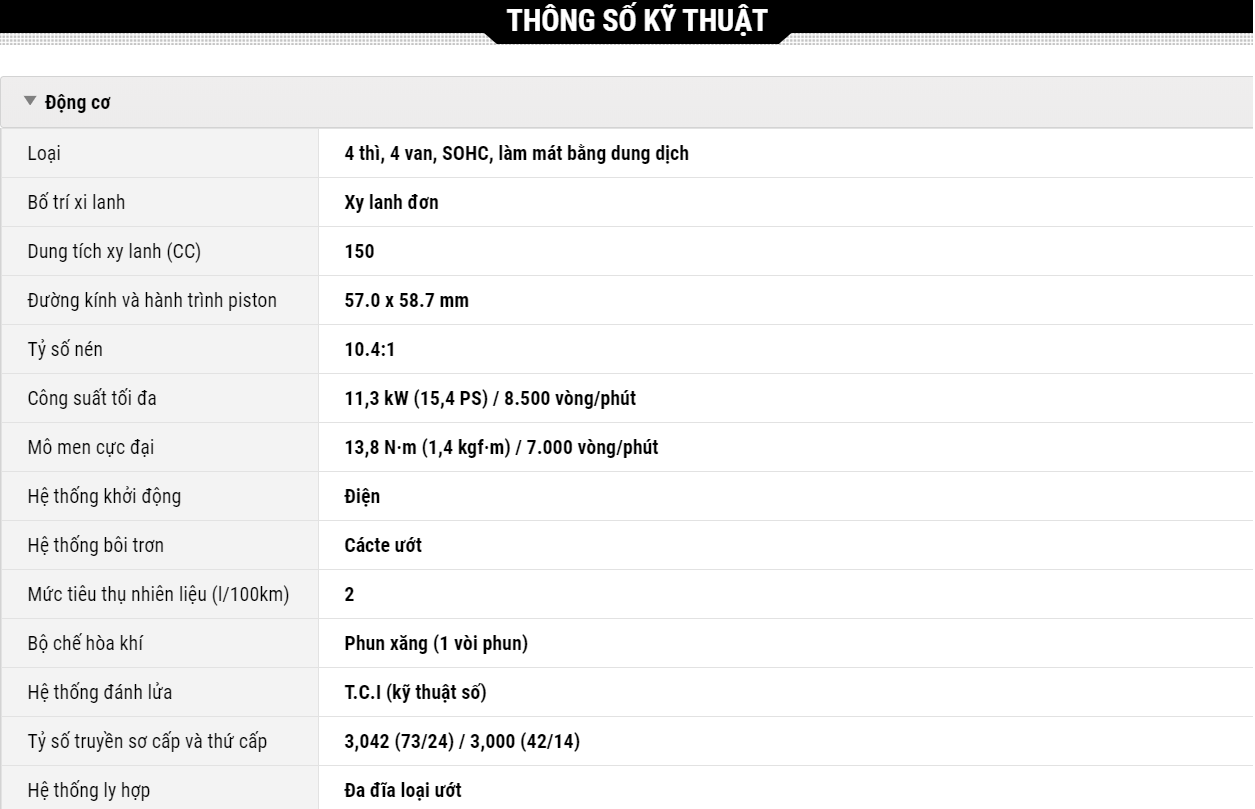 THÔNG SỐ KỸ THUẬT
Động cơ
Loại 4 thì, 4 van, SOHC, làm mát bằng dung dịch
Bố trí xi lanh Xy lanh đơn
Dung tích xy lanh (CC) 150
Đường kính và hành trình piston 57.0 x 58.7 mm
Tỷ số nén 10.4:1
Công suất tối đa 11,3 kW (15,4 PS) / 8.500 vòng/phút
Mô men cực đại 13,8 N·m (1,4 kgf·m) / 7.000 vòng/phút
Hệ thống khởi động Điện
Hệ thống bôi trơn Cácte ướt
Mức tiêu thụ nhiên liệu (l/100km) 2
Bộ chế hòa khí Phun xăng (1 vòi phun)
Hệ thống đánh lửa T.C.I (kỹ thuật số)
Tỷ số truyền sơ cấp và thứ cấp 3,042 (73/24) / 3,000 (42/14)
Hệ thống ly hợp Đa đĩa loại ướt